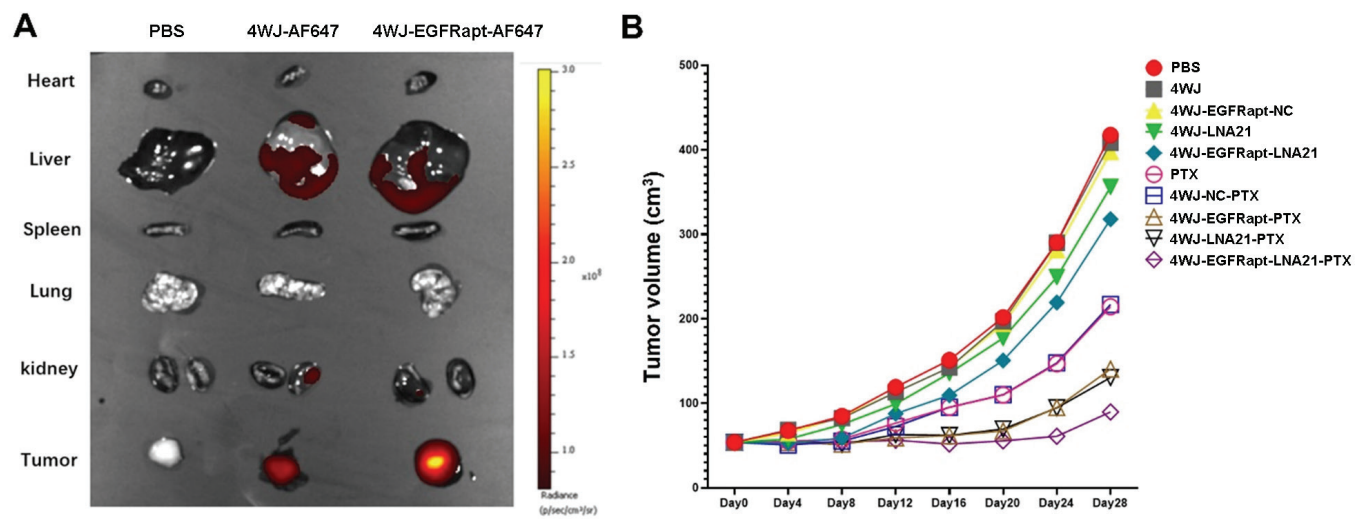 A
PBS
4WJ-AF647
4WJ-EGFRapt-AF647
Heart
Liver
Spleen
Lung
kidney
Tumor
3.0
2.5
2.0
x10⁸
1.5
1.0
Radiance
(p/sec/cm²/sr)
B
Tumor volume (cm³)
500
400
300
200
100
0
Day0
Day4
Day8
Day12
Day16
Day20
Day24
Day28
PBS
4WJ
4WJ-EGFRapt-NC
4WJ-LNA21
4WJ-EGFRapt-LNA21
PTX
4WJ-NC-PTX
4WJ-EGFRapt-PTX
4WJ-LNA21-PTX
4WJ-EGFRapt-LNA21-PTX